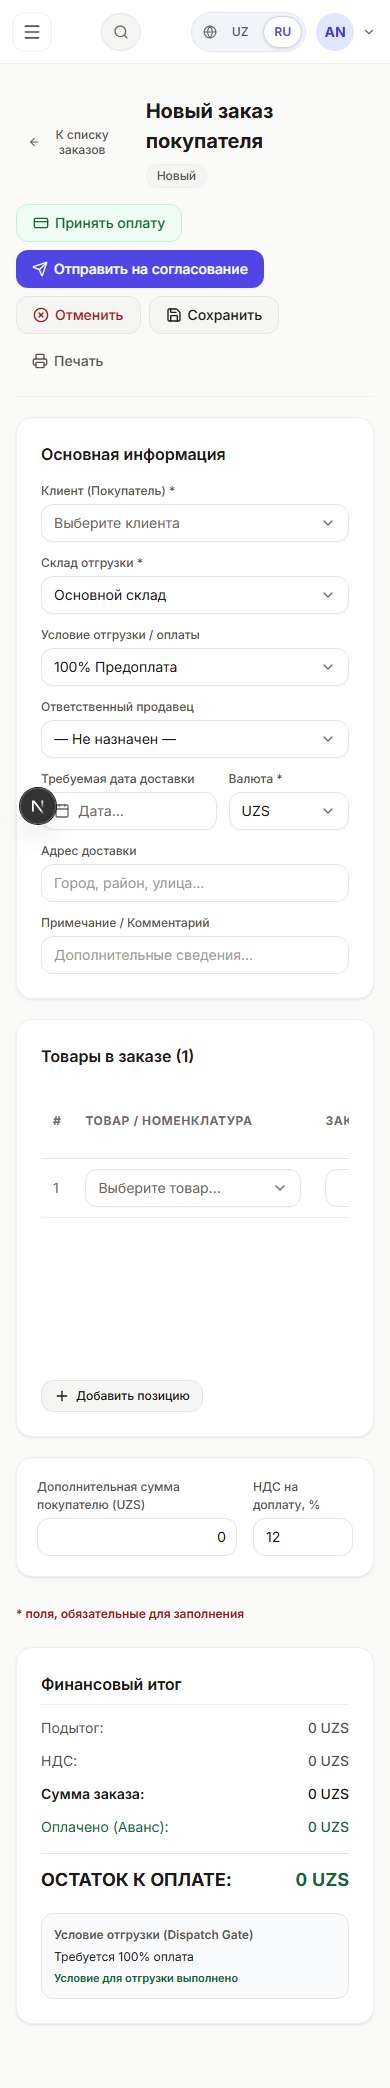 UZ
RU
AN
К списку заказов
Новый заказ покупателя
Новый
Принять оплату
Отправить на согласование
Отменить
Сохранить
Печать
Основная информация
Клиент (Покупатель) *
Выберите клиента
Склад отгрузки *
Основной склад
Условие отгрузки / оплаты
100% Предоплата
Ответственный продавец
— Не назначен —
Требуемая дата доставки
Валюта *
N
Дата...
UZS
Адрес доставки
Город, район, улица...
Примечание / Комментарий
Дополнительные сведения...
Товары в заказе (1)
#
ТОВАР / НОМЕНКЛАТУРА
ЗАК
1
Выберите товар...
Добавить позицию
Дополнительная сумма покупателю (UZS)
НДС на доплату, %
0
12
* поля, обязательные для заполнения
Финансовый итог
Подытог: 0 UZS
НДС: 0 UZS
Сумма заказа: 0 UZS
Оплачено (Аванс): 0 UZS
ОСТАТОК К ОПЛАТЕ: 0 UZS
Условие отгрузки (Dispatch Gate)
Требуется 100% оплата
Условие для отгрузки выполнено